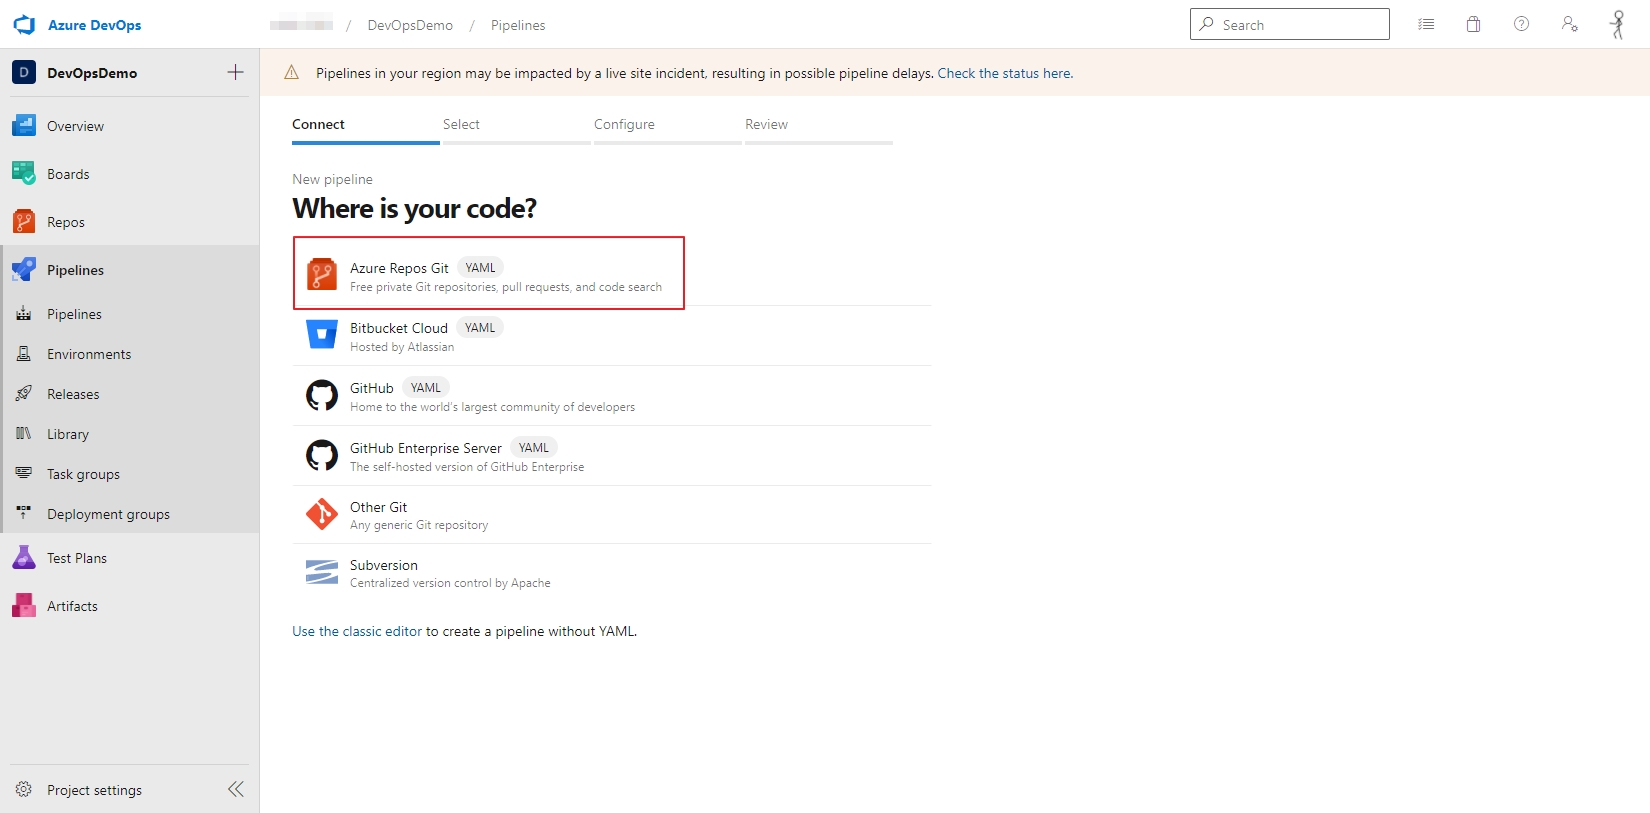 Azure DevOps
/ DevOpsDemo / Pipelines
Search
D DevOpsDemo
Overview
Boards
Repos
Pipelines
Pipelines
Environments
Releases
Library
Task groups
Deployment groups
Test Plans
Artifacts
Project settings
Pipelines in your region may be impacted by a live site incident, resulting in possible pipeline delays. Check the status here.
Connect Select Configure Review
New pipeline
Where is your code?
Azure Repos Git YAML
Free private Git repositories, pull requests, and code search
Bitbucket Cloud YAML
Hosted by Atlassian
GitHub YAML
Home to the world's largest community of developers
GitHub Enterprise Server YAML
The self-hosted version of GitHub Enterprise
Other Git
Any generic Git repository
Subversion
Centralized version control by Apache
Use the classic editor to create a pipeline without YAML.